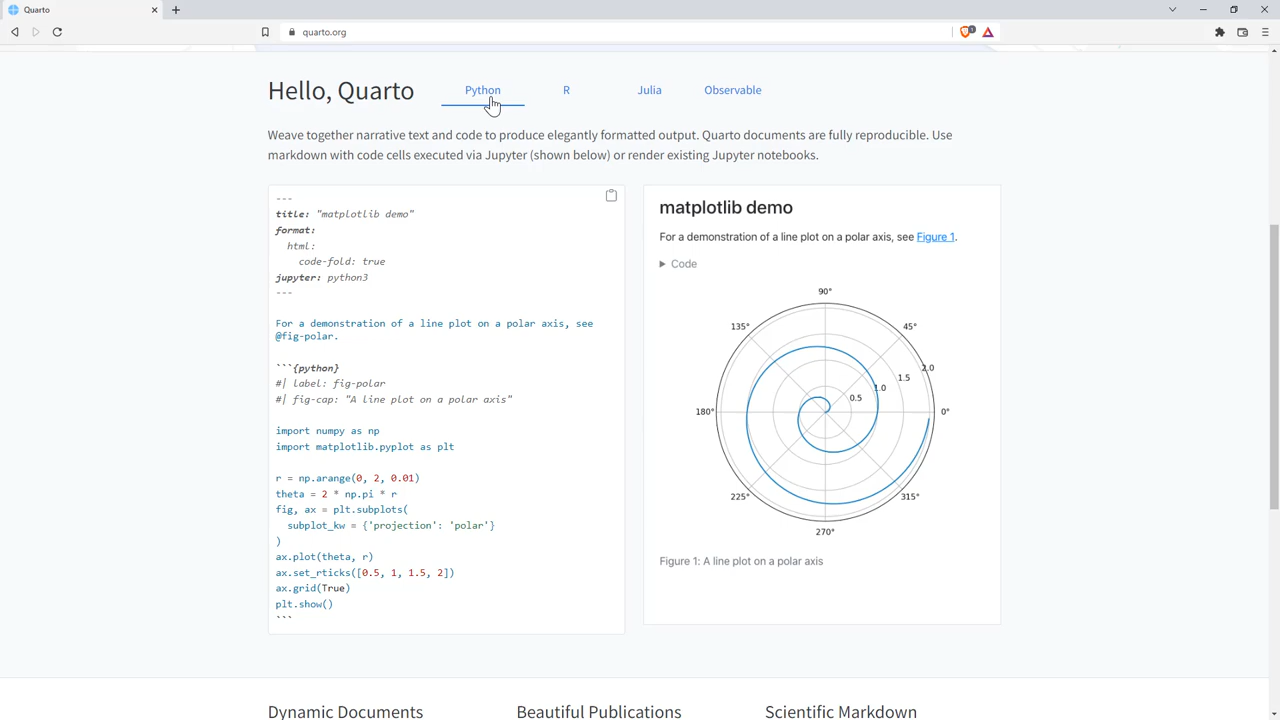 Quarto
quarto.org
1
Hello, Quarto
Python
R
Julia
Observable
Weave together narrative text and code to produce elegantly formatted output. Quarto documents are fully reproducible. Use
markdown with code cells executed via Jupyter (shown below) or render existing Jupyter notebooks.
---
title: "matplotlib demo"
format:
  html:
    code-fold: true
jupyter: python3
---
For a demonstration of a line plot on a polar axis, see
@fig-polar.
```{python}
#| label: fig-polar
#| fig-cap: "A line plot on a polar axis"
import numpy as np
import matplotlib.pyplot as plt
r = np.arange(0, 2, 0.01)
theta = 2 * np.pi * r
fig, ax = plt.subplots(
  subplot_kw = {'projection': 'polar'}
)
ax.plot(theta, r)
ax.set_rticks([0.5, 1, 1.5, 2])
ax.grid(True)
plt.show()
```
matplotlib demo
For a demonstration of a line plot on a polar axis, see Figure 1.
Code
90°
135°
45°
2.0
1.5
1.0
0.5
180°
0°
225°
315°
270°
Figure 1: A line plot on a polar axis
Dynamic Documents
Beautiful Publications
Scientific Markdown